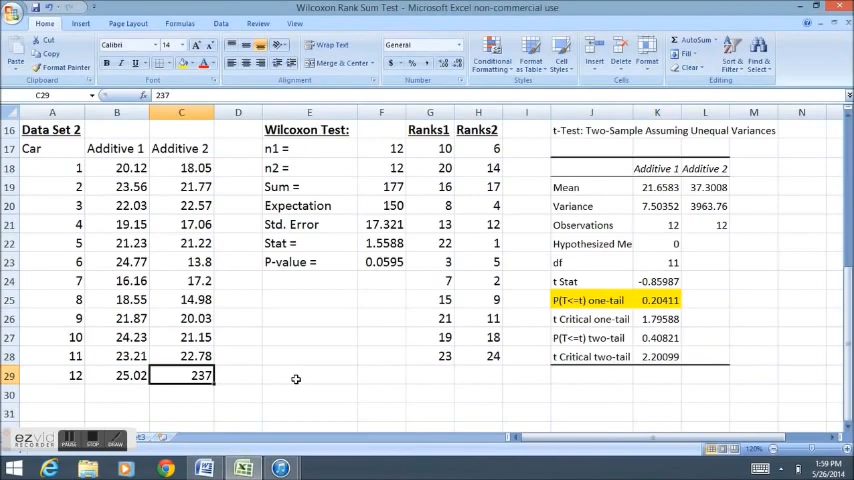 Wilcoxon Rank Sum Test - Microsoft Excel non-commercial use
Home Insert Page Layout Formulas Data Review View
Cut
Copy
Format Painter
Paste
Clipboard
Calibri 14
B I U
Font
Wrap Text
Merge & Center
Alignment
General
$ % ,
Number
Conditional Formatting
Format as Table
Cell Styles
Styles
Insert Delete Format
Cells
AutoSum
Fill
Clear
Sort & Filter
Find & Select
Editing
C29 237
A B C D E F G H I J K L M N
16 Data Set 2 Wilcoxon Test: Ranks1 Ranks2 t-Test: Two-Sample Assuming Unequal Variances
17 Car Additive 1 Additive 2 n1 = 12 10 6
18 1 20.12 18.05 n2 = 12 20 14 Additive 1 Additive 2
19 2 23.56 21.77 Sum = 177 16 17 Mean 21.6583 37.3008
20 3 22.03 22.57 Expectation 150 8 4 Variance 7.50352 3963.76
21 4 19.15 17.06 Std. Error 17.321 13 12 Observations 12 12
22 5 21.23 21.22 Stat = 1.5588 22 1 Hypothesized Me 0
23 6 24.77 13.8 P-value = 0.0595 3 5 df 11
24 7 16.16 17.2 7 2 t Stat -0.85987
25 8 18.55 14.98 15 9 P(T<=t) one-tail 0.20411
26 9 21.87 20.03 21 11 t Critical one-tail 1.79588
27 10 24.23 21.15 19 18 P(T<=t) two-tail 0.40821
28 11 23.21 22.78 23 24 t Critical two-tail 2.20099
29 12 25.02 237
30
31
ezvid
RECORDER
PAUSE STOP DRAW
120%
1:59 PM
5/26/2014